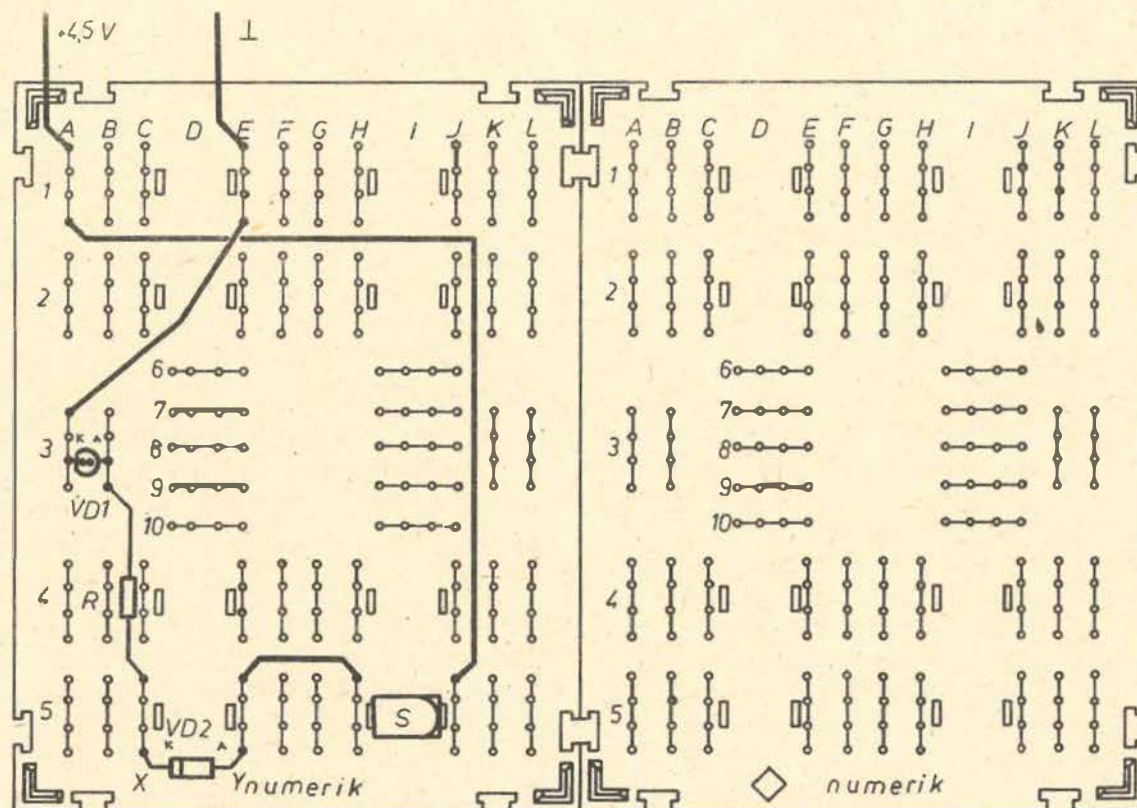 +4,5 V ⊥
A B C D E F G H I J K L A B C D E F G H I J K L
1 1
2 2
6 6
7 7
3 K A 8 3 8
9 9
VD1
10 10
4 R 4
5 S 5
VD2
K A
X Y numerik numerik